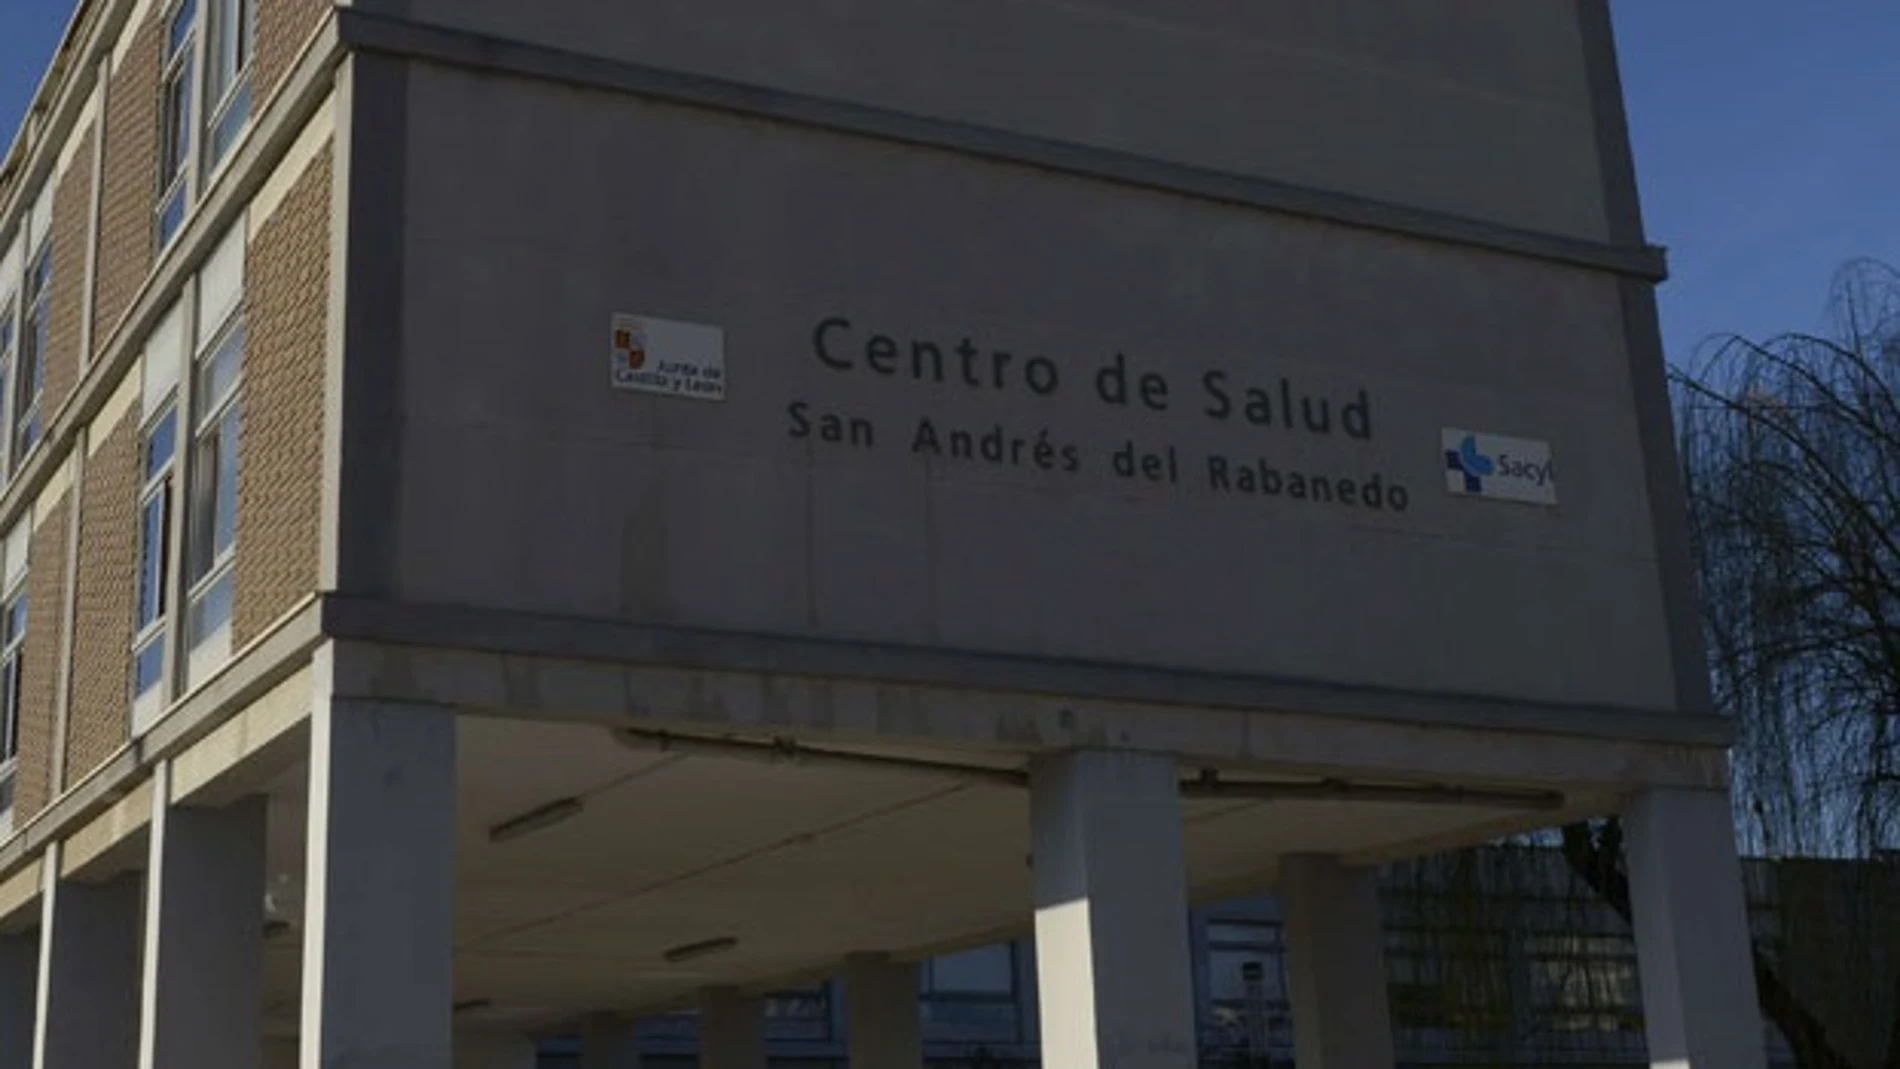 Junta de
Castilla y León
Centro de Salud
San Andrés del Rabanedo
Sacyl